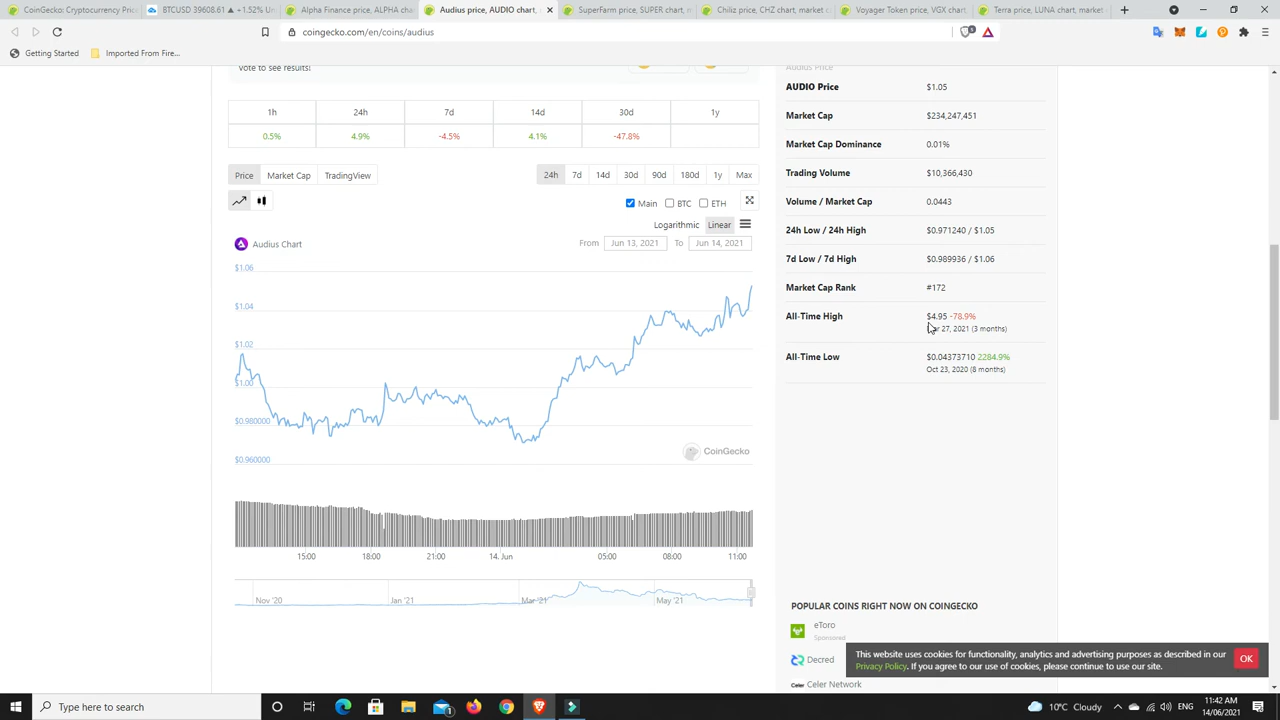 CoinGecko: Cryptocurrency Pric
BTCUSD 39608.61 ▲ +1.52% Un
Alpha Finance price, ALPHA cha
Audius price, AUDIO chart,
SuperFarm price, SUPER chart, m
Chiliz price, CHZ chart, market c
Voyager Token price, VGX chart,
Terra price, LUNA chart, market
coingecko.com/en/coins/audius
Getting Started
Imported From Fire...
Vote to see results!
1h 24h 7d 14d 30d 1y
0.5% 4.9% -4.5% 4.1% -47.8%
Price Market Cap TradingView
24h 7d 14d 30d 90d 180d 1y Max
Main BTC ETH
Logarithmic Linear
Audius Chart
From Jun 13, 2021 To Jun 14, 2021
$1.06
$1.04
$1.02
$1.00
$0.980000
$0.960000
CoinGecko
15:00 18:00 21:00 14. Jun 05:00 08:00 11:00
Nov '20 Jan '21 Mar '21 May '21
Audius Price
AUDIO Price $1.05
Market Cap $234,247,451
Market Cap Dominance 0.01%
Trading Volume $10,366,430
Volume / Market Cap 0.0443
24h Low / 24h High $0.971240 / $1.05
7d Low / 7d High $0.989936 / $1.06
Market Cap Rank #172
All-Time High $4.95 -78.9%
27, 2021 (3 months)
All-Time Low $0.04373710 2284.9%
Oct 23, 2020 (8 months)
POPULAR COINS RIGHT NOW ON COINGECKO
eToro
Sponsored
Decred
Celer Network
This website uses cookies for functionality, analytics and advertising purposes as described in our
Privacy Policy. If you agree to our use of cookies, please continue to use our site.
OK
Type here to search
10°C Cloudy
ENG
11:42 AM
14/06/2021